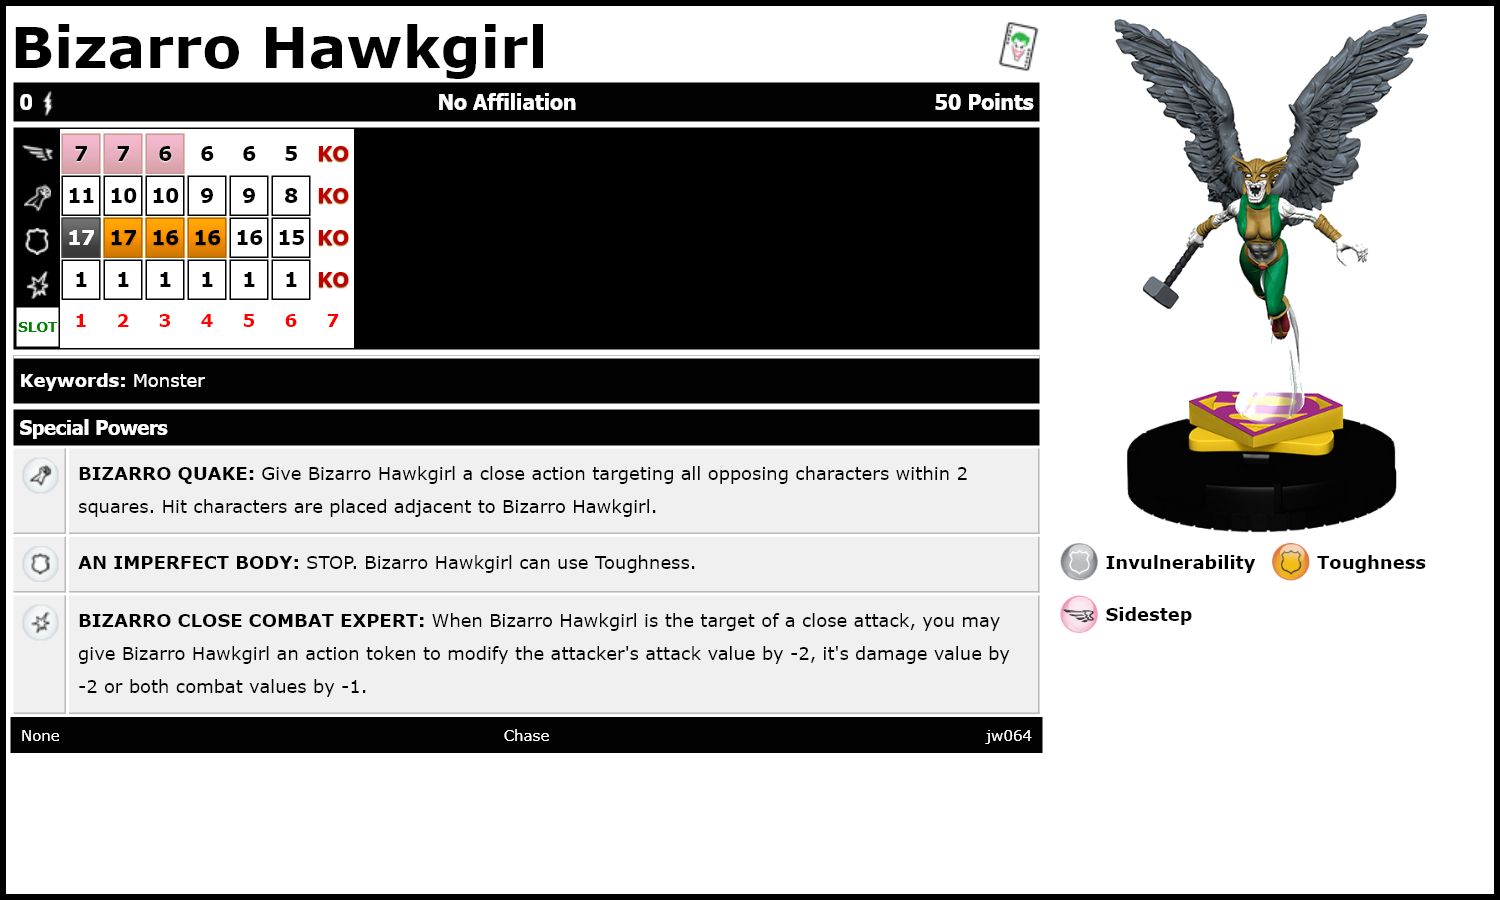 Bizarro Hawkgirl
0 No Affiliation 50 Points
7 7 6 6 6 5 KO
11 10 10 9 9 8 KO
17 17 16 16 16 15 KO
1 1 1 1 1 1 KO
SLOT 1 2 3 4 5 6 7
Keywords: Monster
Special Powers
BIZARRO QUAKE: Give Bizarro Hawkgirl a close action targeting all opposing characters within 2
squares. Hit characters are placed adjacent to Bizarro Hawkgirl.
AN IMPERFECT BODY: STOP. Bizarro Hawkgirl can use Toughness.
BIZARRO CLOSE COMBAT EXPERT: When Bizarro Hawkgirl is the target of a close attack, you may
give Bizarro Hawkgirl an action token to modify the attacker's attack value by -2, it's damage value by
-2 or both combat values by -1.
None Chase jw064
Invulnerability Toughness
Sidestep